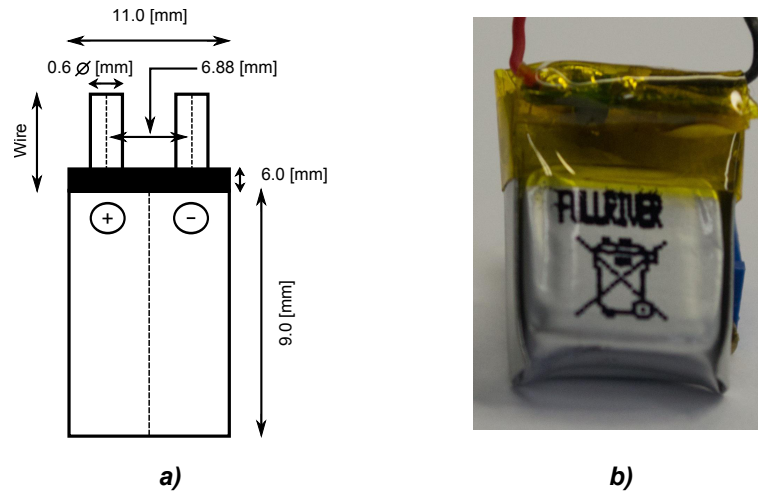 11.0 [mm]
0.6 Ø [mm]
6.88 [mm]
Wire
6.0 [mm]
+
−
9.0 [mm]
FULLRIVER
a)
b)